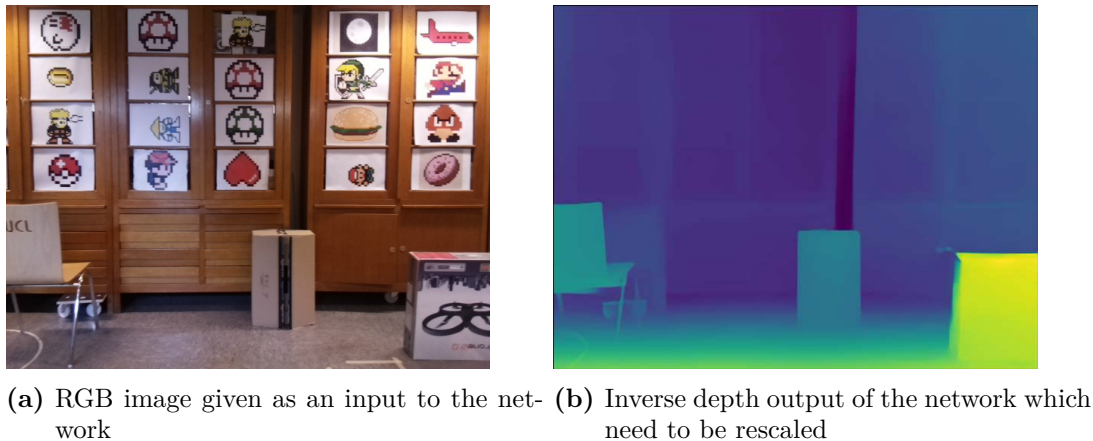 UCL
(a) RGB image given as an input to the net-
work
(b) Inverse depth output of the network which
need to be rescaled